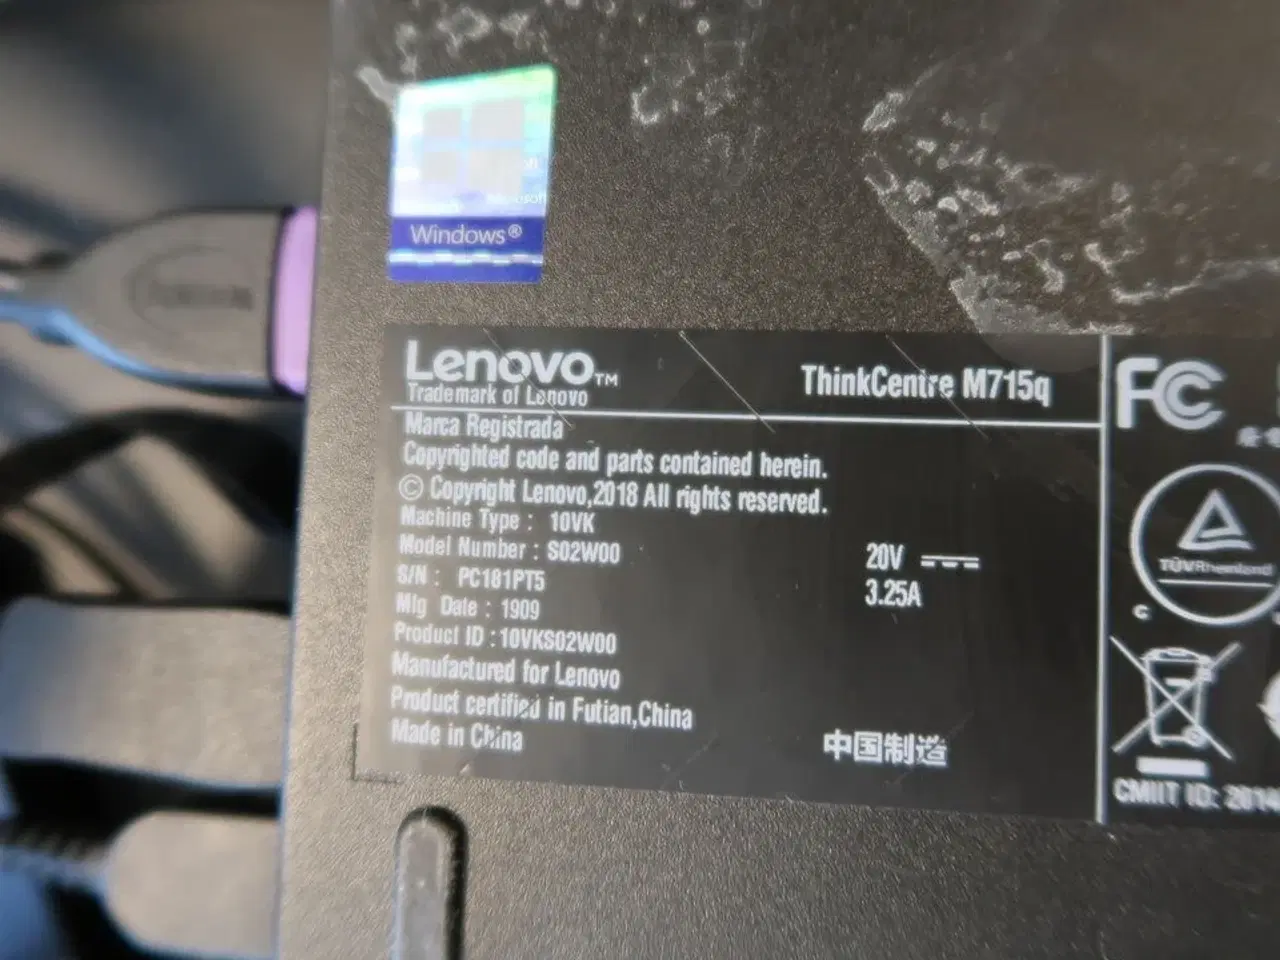 Windows®
Lenovo™
Trademark of Lenovo
ThinkCentre M715q
Marca Registrada
Copyrighted code and parts contained herein.
© Copyright Lenovo,2018 All rights reserved.
Machine Type : 10VK
Model Number : S02W00
S/N : PC181PT5
Mfg Date : 1909
Product ID : 10VKS02W00
Manufactured for Lenovo
Product certified in Futian,China
Made in China
20V
3.25A
中国制造
FC
TÜVRheinland
CMIIT ID: 2014